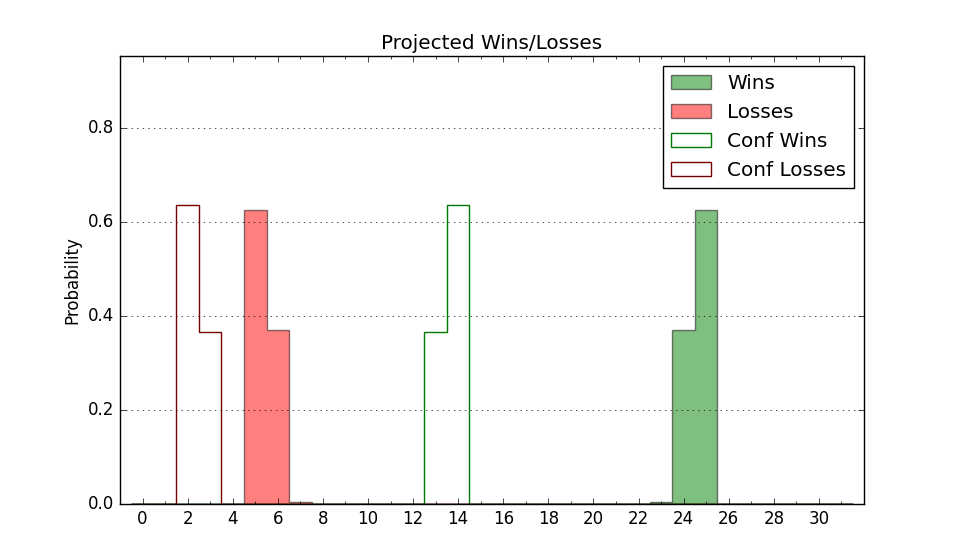 Projected Wins/Losses
Wins
Losses
Conf Wins
Conf Losses
Probability
0.8
0.6
0.4
0.2
0.0
0 2 4 6 8 10 12 14 16 18 20 22 24 26 28 30